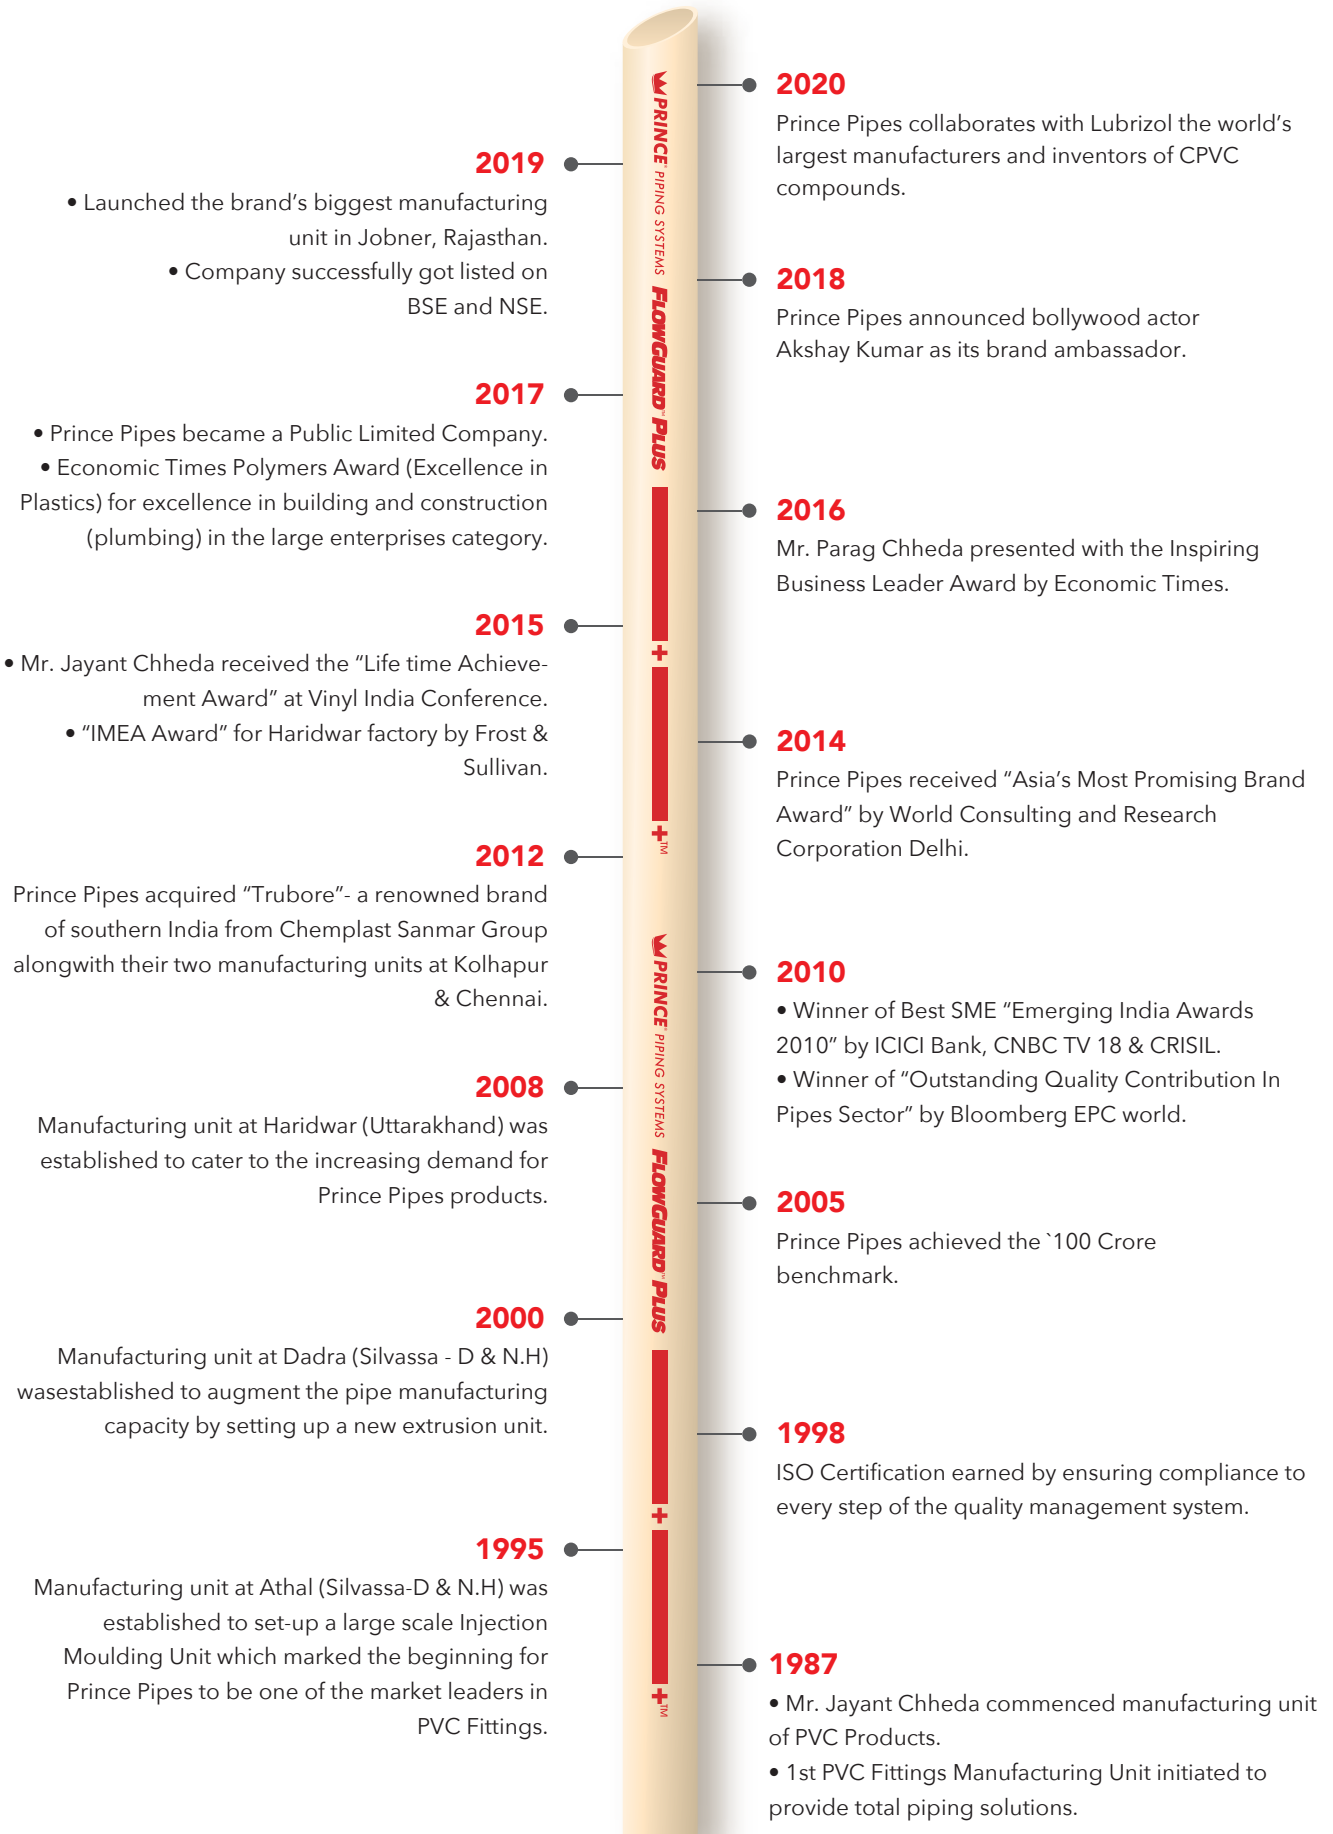 2020
Prince Pipes collaborates with Lubrizol the world's
largest manufacturers and inventors of CPVC
compounds.
2019
• Launched the brand's biggest manufacturing
unit in Jobner, Rajasthan.
• Company successfully got listed on
BSE and NSE.
2018
Prince Pipes announced bollywood actor
Akshay Kumar as its brand ambassador.
2017
• Prince Pipes became a Public Limited Company.
• Economic Times Polymers Award (Excellence in
Plastics) for excellence in building and construction
(plumbing) in the large enterprises category.
2016
Mr. Parag Chheda presented with the Inspiring
Business Leader Award by Economic Times.
2015
• Mr. Jayant Chheda received the “Life time Achieve-
ment Award” at Vinyl India Conference.
• “IMEA Award” for Haridwar factory by Frost &
Sullivan.
2014
Prince Pipes received “Asia's Most Promising Brand
Award” by World Consulting and Research
Corporation Delhi.
2012
Prince Pipes acquired “Trubore”- a renowned brand
of southern India from Chemplast Sanmar Group
alongwith their two manufacturing units at Kolhapur
& Chennai.
2010
• Winner of Best SME “Emerging India Awards
2010” by ICICI Bank, CNBC TV 18 & CRISIL.
• Winner of “Outstanding Quality Contribution In
Pipes Sector” by Bloomberg EPC world.
2008
Manufacturing unit at Haridwar (Uttarakhand) was
established to cater to the increasing demand for
Prince Pipes products.
2005
Prince Pipes achieved the `100 Crore
benchmark.
2000
Manufacturing unit at Dadra (Silvassa - D & N.H)
wasestablished to augment the pipe manufacturing
capacity by setting up a new extrusion unit.
1998
ISO Certification earned by ensuring compliance to
every step of the quality management system.
1995
Manufacturing unit at Athal (Silvassa-D & N.H) was
established to set-up a large scale Injection
Moulding Unit which marked the beginning for
Prince Pipes to be one of the market leaders in
PVC Fittings.
1987
• Mr. Jayant Chheda commenced manufacturing unit
of PVC Products.
• 1st PVC Fittings Manufacturing Unit initiated to
provide total piping solutions.
PRINCE® PIPING SYSTEMS FLOWGUARD™ PLUS + +™
PRINCE® PIPING SYSTEMS FLOWGUARD™ PLUS + +™